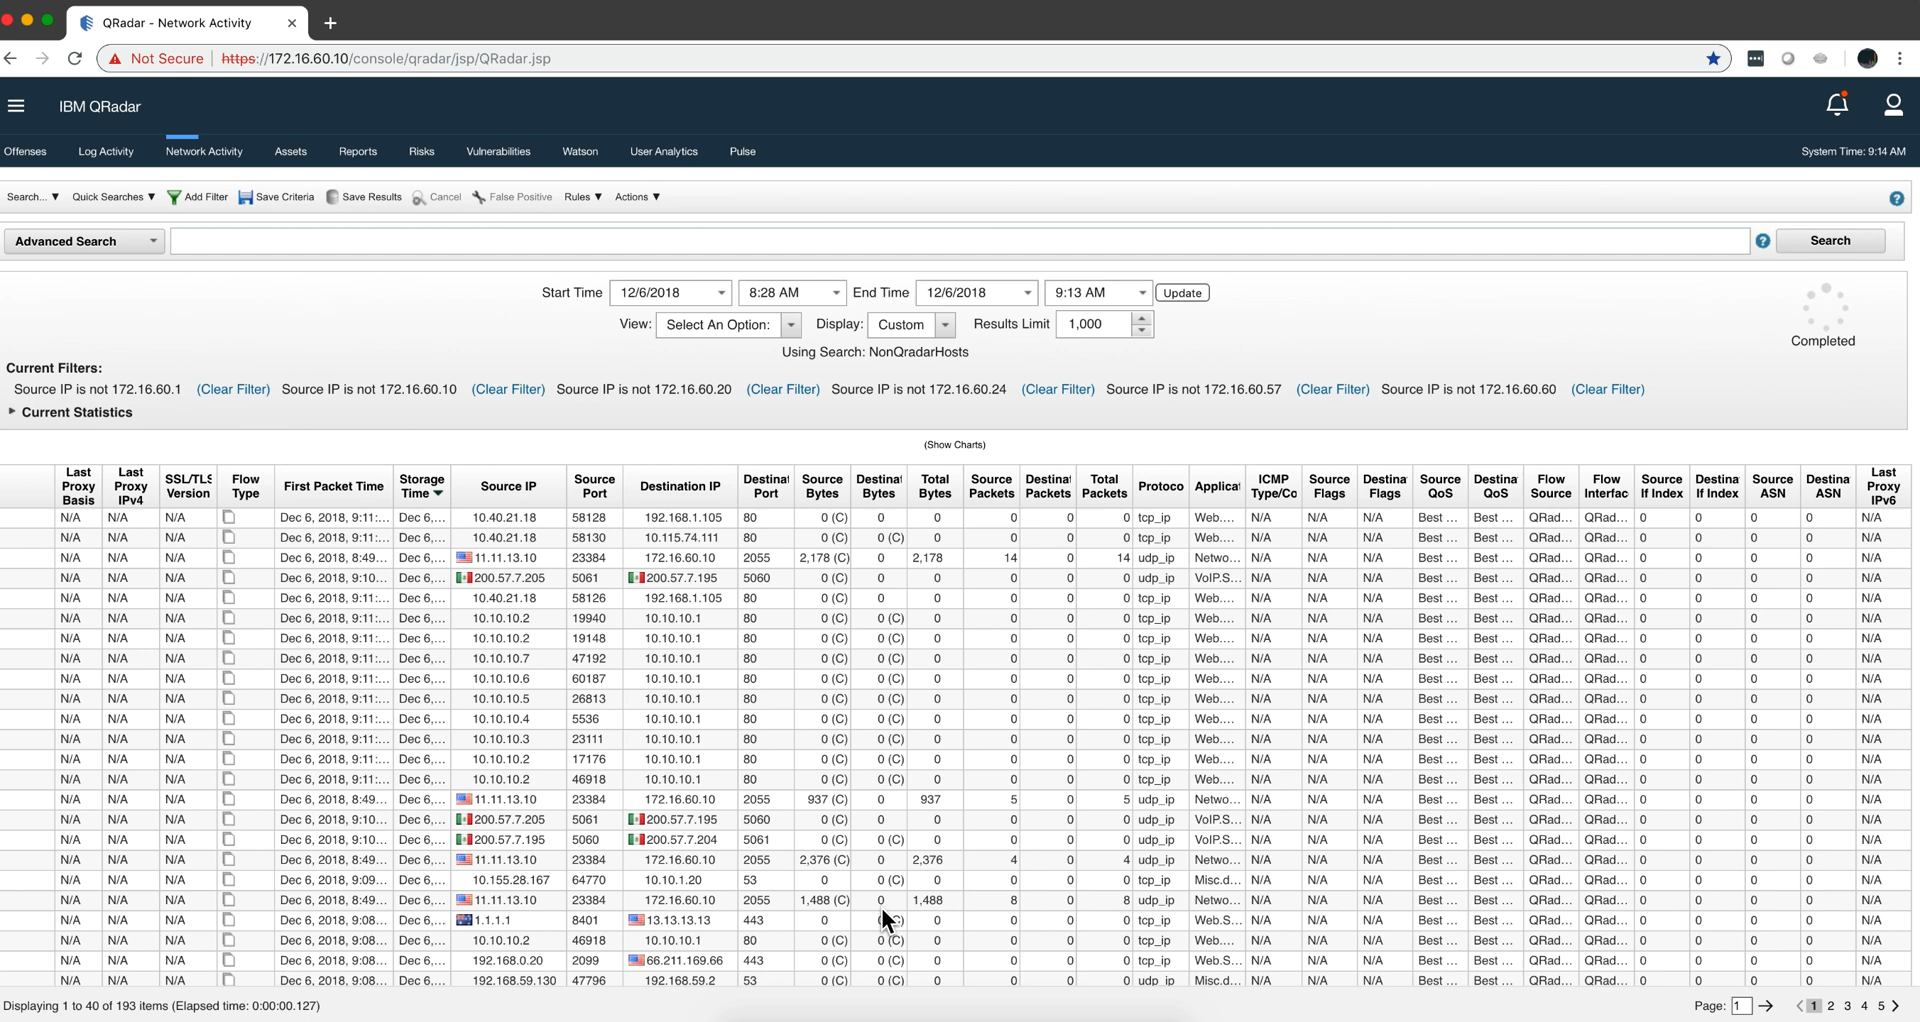 QRadar - Network Activity
Not Secure https://172.16.60.10/console/qradar/jsp/QRadar.jsp
IBM QRadar
Offenses Log Activity Network Activity Assets Reports Risks Vulnerabilities Watson User Analytics Pulse System Time: 9:14 AM
Search... Quick Searches Add Filter Save Criteria Save Results Cancel False Positive Rules Actions
Advanced Search Search
Start Time 12/6/2018 8:28 AM End Time 12/6/2018 9:13 AM Update
View: Select An Option: Display: Custom Results Limit 1,000
Completed
Using Search: NonQradarHosts
Current Filters:
Source IP is not 172.16.60.1 (Clear Filter) Source IP is not 172.16.60.10 (Clear Filter) Source IP is not 172.16.60.20 (Clear Filter) Source IP is not 172.16.60.24 (Clear Filter) Source IP is not 172.16.60.57 (Clear Filter) Source IP is not 172.16.60.60 (Clear Filter)
Current Statistics
(Show Charts)
Last Proxy Basis Last Proxy IPv4 SSL/TLS Version Flow Type First Packet Time Storage Time Source IP Source Port Destination IP Destinat Port Source Bytes Destinat Bytes Total Bytes Source Packets Destinat Packets Total Packets Protoco Applicat ICMP Type/Co Source Flags Destina Flags Source QoS Destina QoS Flow Source Flow Interfac Source If Index Destina If Index Source ASN Destina ASN Last Proxy IPv6
N/A N/A N/A Dec 6, 2018, 9:11:... Dec 6,... 10.40.21.18 58128 192.168.1.105 80 0 (C) 0 0 0 0 0 tcp_ip Web.... N/A N/A N/A Best ... Best ... QRad... QRad... 0 0 0 0 N/A
N/A N/A N/A Dec 6, 2018, 9:11:... Dec 6,... 10.40.21.18 58130 10.115.74.111 80 0 (C) 0 (C) 0 0 0 0 tcp_ip Web.... N/A N/A N/A Best ... Best ... QRad... QRad... 0 0 0 0 N/A
N/A N/A N/A Dec 6, 2018, 8:49... Dec 6,... 11.11.13.10 23384 172.16.60.10 2055 2,178 (C) 0 2,178 14 0 14 udp_ip Netwo... N/A N/A N/A Best ... Best ... QRad... QRad... 0 0 0 0 N/A
N/A N/A N/A Dec 6, 2018, 9:10... Dec 6,... 200.57.7.205 5061 200.57.7.195 5060 0 (C) 0 0 0 0 0 udp_ip VoIP.S... N/A N/A N/A Best ... Best ... QRad... QRad... 0 0 0 0 N/A
N/A N/A N/A Dec 6, 2018, 9:11:... Dec 6,... 10.40.21.18 58126 192.168.1.105 80 0 (C) 0 0 0 0 0 tcp_ip Web.... N/A N/A N/A Best ... Best ... QRad... QRad... 0 0 0 0 N/A
N/A N/A N/A Dec 6, 2018, 9:11:... Dec 6,... 10.10.10.2 19940 10.10.10.1 80 0 (C) 0 (C) 0 0 0 0 tcp_ip Web.... N/A N/A N/A Best ... Best ... QRad... QRad... 0 0 0 0 N/A
N/A N/A N/A Dec 6, 2018, 9:11:... Dec 6,... 10.10.10.2 19148 10.10.10.1 80 0 (C) 0 (C) 0 0 0 0 tcp_ip Web.... N/A N/A N/A Best ... Best ... QRad... QRad... 0 0 0 0 N/A
N/A N/A N/A Dec 6, 2018, 9:11:... Dec 6,... 10.10.10.7 47192 10.10.10.1 80 0 (C) 0 (C) 0 0 0 0 tcp_ip Web.... N/A N/A N/A Best ... Best ... QRad... QRad... 0 0 0 0 N/A
N/A N/A N/A Dec 6, 2018, 9:11:... Dec 6,... 10.10.10.6 60187 10.10.10.1 80 0 (C) 0 (C) 0 0 0 0 tcp_ip Web.... N/A N/A N/A Best ... Best ... QRad... QRad... 0 0 0 0 N/A
N/A N/A N/A Dec 6, 2018, 9:11:... Dec 6,... 10.10.10.5 26813 10.10.10.1 80 0 (C) 0 (C) 0 0 0 0 tcp_ip Web.... N/A N/A N/A Best ... Best ... QRad... QRad... 0 0 0 0 N/A
N/A N/A N/A Dec 6, 2018, 9:11:... Dec 6,... 10.10.10.4 5536 10.10.10.1 80 0 (C) 0 (C) 0 0 0 0 tcp_ip Web.... N/A N/A N/A Best ... Best ... QRad... QRad... 0 0 0 0 N/A
N/A N/A N/A Dec 6, 2018, 9:11:... Dec 6,... 10.10.10.3 23111 10.10.10.1 80 0 (C) 0 (C) 0 0 0 0 tcp_ip Web.... N/A N/A N/A Best ... Best ... QRad... QRad... 0 0 0 0 N/A
N/A N/A N/A Dec 6, 2018, 9:11:... Dec 6,... 10.10.10.2 17176 10.10.10.1 80 0 (C) 0 (C) 0 0 0 0 tcp_ip Web.... N/A N/A N/A Best ... Best ... QRad... QRad... 0 0 0 0 N/A
N/A N/A N/A Dec 6, 2018, 9:11:... Dec 6,... 10.10.10.2 46918 10.10.10.1 80 0 (C) 0 (C) 0 0 0 0 tcp_ip Web.... N/A N/A N/A Best ... Best ... QRad... QRad... 0 0 0 0 N/A
N/A N/A N/A Dec 6, 2018, 8:49... Dec 6,... 11.11.13.10 23384 172.16.60.10 2055 937 (C) 0 937 5 0 5 udp_ip Netwo... N/A N/A N/A Best ... Best ... QRad... QRad... 0 0 0 0 N/A
N/A N/A N/A Dec 6, 2018, 9:10... Dec 6,... 200.57.7.205 5061 200.57.7.195 5060 0 (C) 0 0 0 0 0 udp_ip VoIP.S... N/A N/A N/A Best ... Best ... QRad... QRad... 0 0 0 0 N/A
N/A N/A N/A Dec 6, 2018, 9:10... Dec 6,... 200.57.7.195 5060 200.57.7.204 5061 0 (C) 0 (C) 0 0 0 0 udp_ip VoIP.S... N/A N/A N/A Best ... Best ... QRad... QRad... 0 0 0 0 N/A
N/A N/A N/A Dec 6, 2018, 8:49... Dec 6,... 11.11.13.10 23384 172.16.60.10 2055 2,376 (C) 0 2,376 4 0 4 udp_ip Netwo... N/A N/A N/A Best ... Best ... QRad... QRad... 0 0 0 0 N/A
N/A N/A N/A Dec 6, 2018, 9:09... Dec 6,... 10.155.28.167 64770 10.10.1.20 53 0 0 (C) 0 0 0 0 tcp_ip Misc.d... N/A N/A N/A Best ... Best ... QRad... QRad... 0 0 0 0 N/A
N/A N/A N/A Dec 6, 2018, 8:49... Dec 6,... 11.11.13.10 23384 172.16.60.10 2055 1,488 (C) 0 1,488 8 0 8 udp_ip Netwo... N/A N/A N/A Best ... Best ... QRad... QRad... 0 0 0 0 N/A
N/A N/A N/A Dec 6, 2018, 9:08... Dec 6,... 1.1.1.1 8401 13.13.13.13 443 0 0 0 0 0 tcp_ip Web.S... N/A N/A N/A Best ... Best ... QRad... QRad... 0 0 0 0 N/A
N/A N/A N/A Dec 6, 2018, 9:08... Dec 6,... 10.10.10.2 46918 10.10.10.1 80 0 (C) 0 (C) 0 0 0 0 tcp_ip Web.... N/A N/A N/A Best ... Best ... QRad... QRad... 0 0 0 0 N/A
N/A N/A N/A Dec 6, 2018, 9:08... Dec 6,... 192.168.0.20 2099 66.211.169.66 443 0 (C) 0 (C) 0 0 0 0 tcp_ip Web.S... N/A N/A N/A Best ... Best ... QRad... QRad... 0 0 0 0 N/A
N/A N/A N/A Dec 6, 2018, 9:08... Dec 6,... 192.168.59.130 47796 192.168.59.2 53 0 (C) 0 (C) 0 0 0 0 udp_ip Misc.d... N/A N/A N/A Best ... Best ... QRad... QRad... 0 0 0 0 N/A
Displaying 1 to 40 of 193 items (Elapsed time: 0:00:00.127) Page: 1 1 2 3 4 5